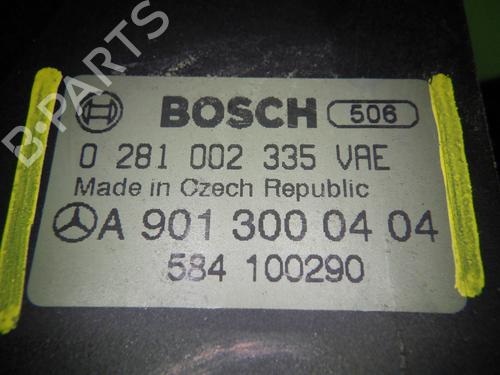 BOSCH 506
0 281 002 335 VAE
Made in Czech Republic
A 901 300 04 04
584 100290
B-PARTS